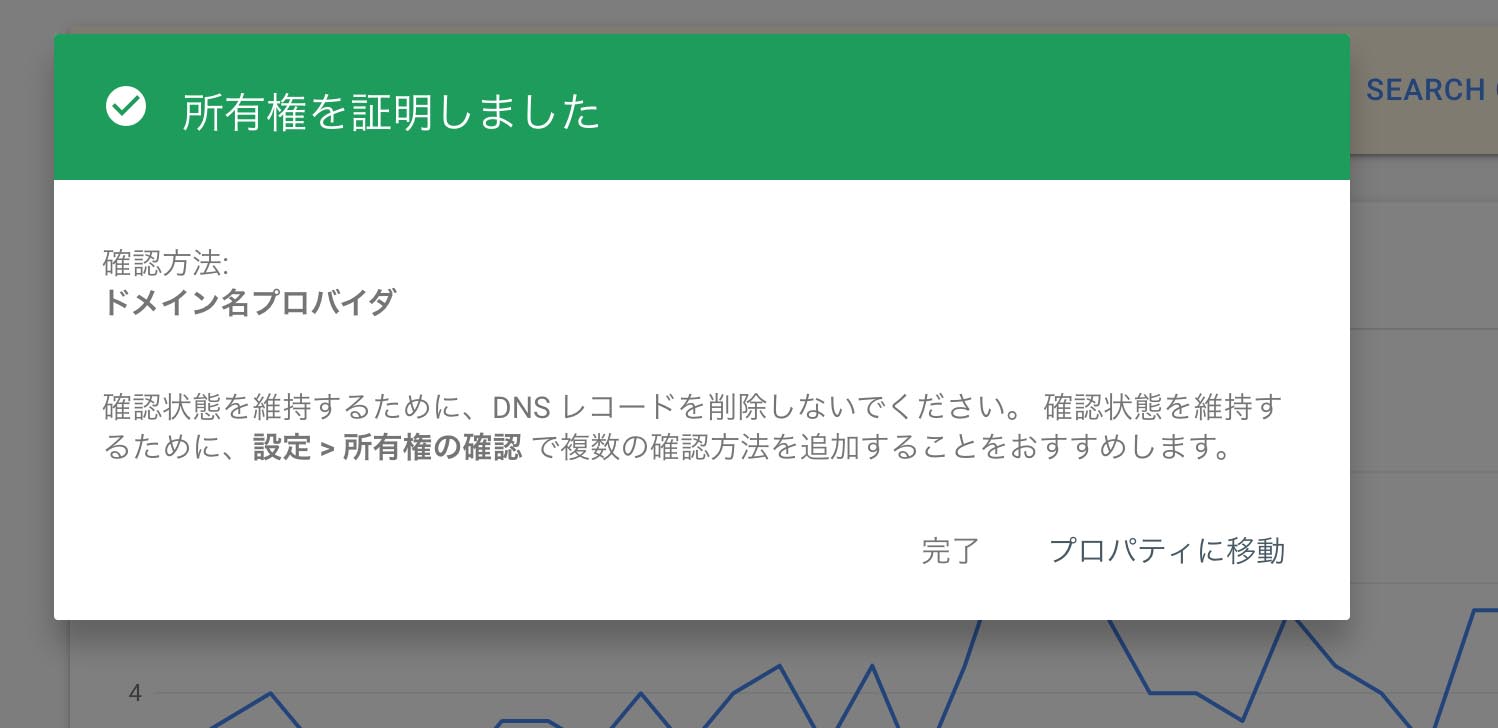 所有権を証明しました
SEARCH
確認方法:
ドメイン名プロバイダ
確認状態を維持するために、DNS レコードを削除しないでください。 確認状態を維持す
るために、設定 > 所有権の確認 で複数の確認方法を追加することをおすすめします。
完了 プロパティに移動
4